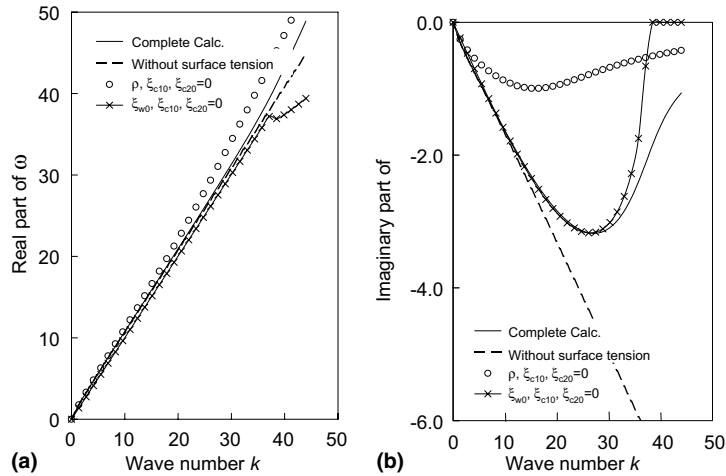 50
40
30
20
10
0
Real part of ω
Complete Calc.
Without surface tension
ρ, ξc10, ξc20=0
ξw0, ξc10, ξc20=0
0 10 20 30 40 50
Wave number k
(a)
0.0
-2.0
-4.0
-6.0
Imaginary part of
Complete Calc.
Without surface tension
ρ, ξc10, ξc20=0
ξw0, ξc10, ξc20=0
0 10 20 30 40 50
Wave number k
(b)